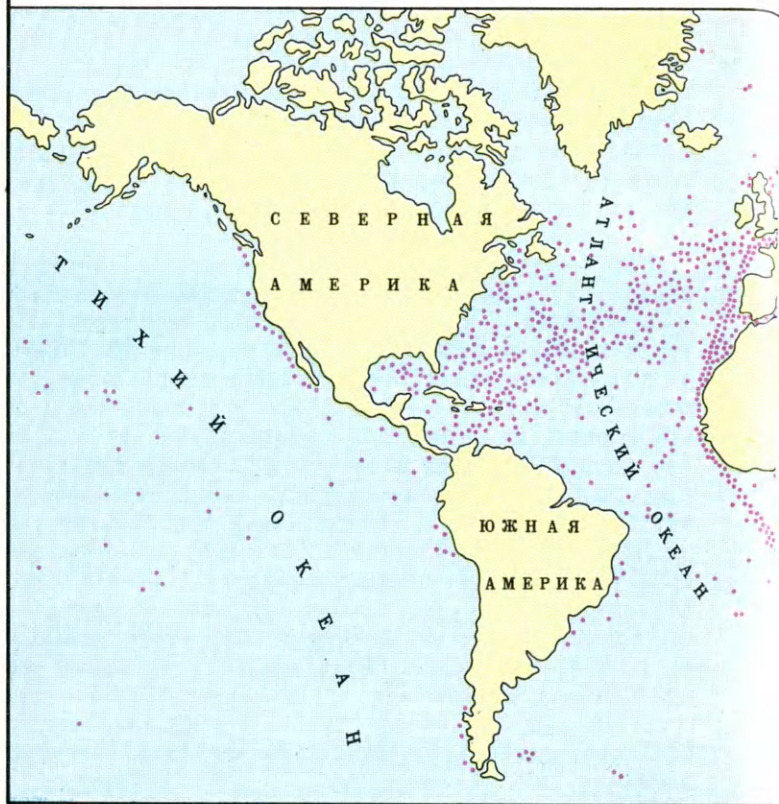 СЕВЕРНАЯ
АМЕРИКА
ТИХИЙ
ОКЕАН
АТЛАНТИЧЕСКИЙ ОКЕАН
ЮЖНАЯ
АМЕРИКА